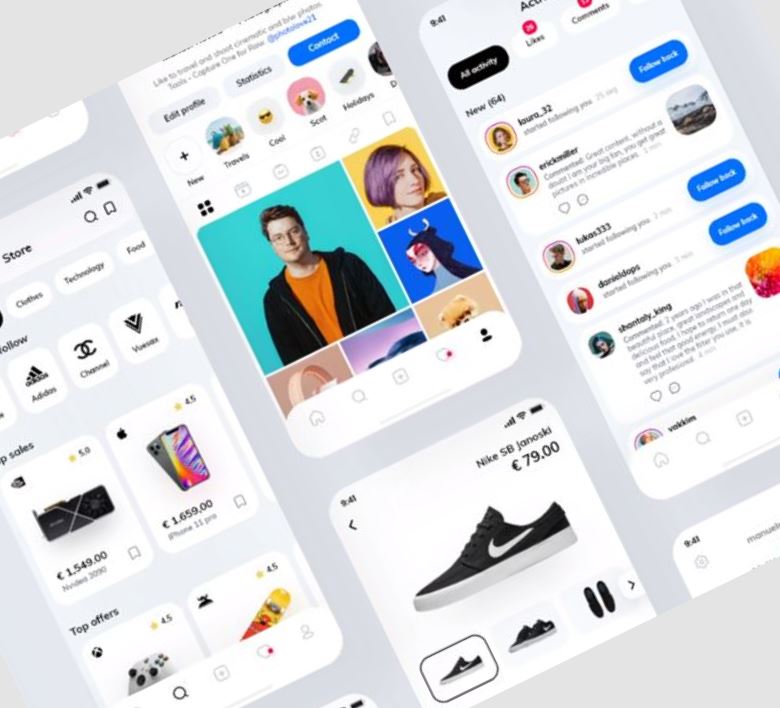 Like to travel and shoot cinematic and b/w photos.
Tools - Capture One for Raw. @photolove21
Edit profile
Statistics
Contact
New
Travels
Cool
Scot
Holidays
D
9:41
Likes
Comments
All activity
New (64)
laura_32
started following you.
Follow back
erickmiller
Commented: Great content, without a
doubt I am your big fan, you get great
pictures in incredible places. 2 min
lukas333
started following you. 2 min
Follow back
danieldops
started following you. 3 min
Follow back
shantaly_king
Commented: 2 years ago I was in that
beautiful place, great landscapes and
delicious food, I hope to return one day
and feel that good energy. I must also
say that I love the filter you use, it is
very profesional. 4 min
vakkim
Store
Clothes
Technology
Food
follow
Adidas
Channel
Vuesax
p sales
5.0
€ 1.549,00
Nvidea 3090
4.5
€ 1.659,00
iPhone 11 pro
Top offers
4.5
4.5
9:41
Nike SB Janoski
€ 79.00
9:41
manuel